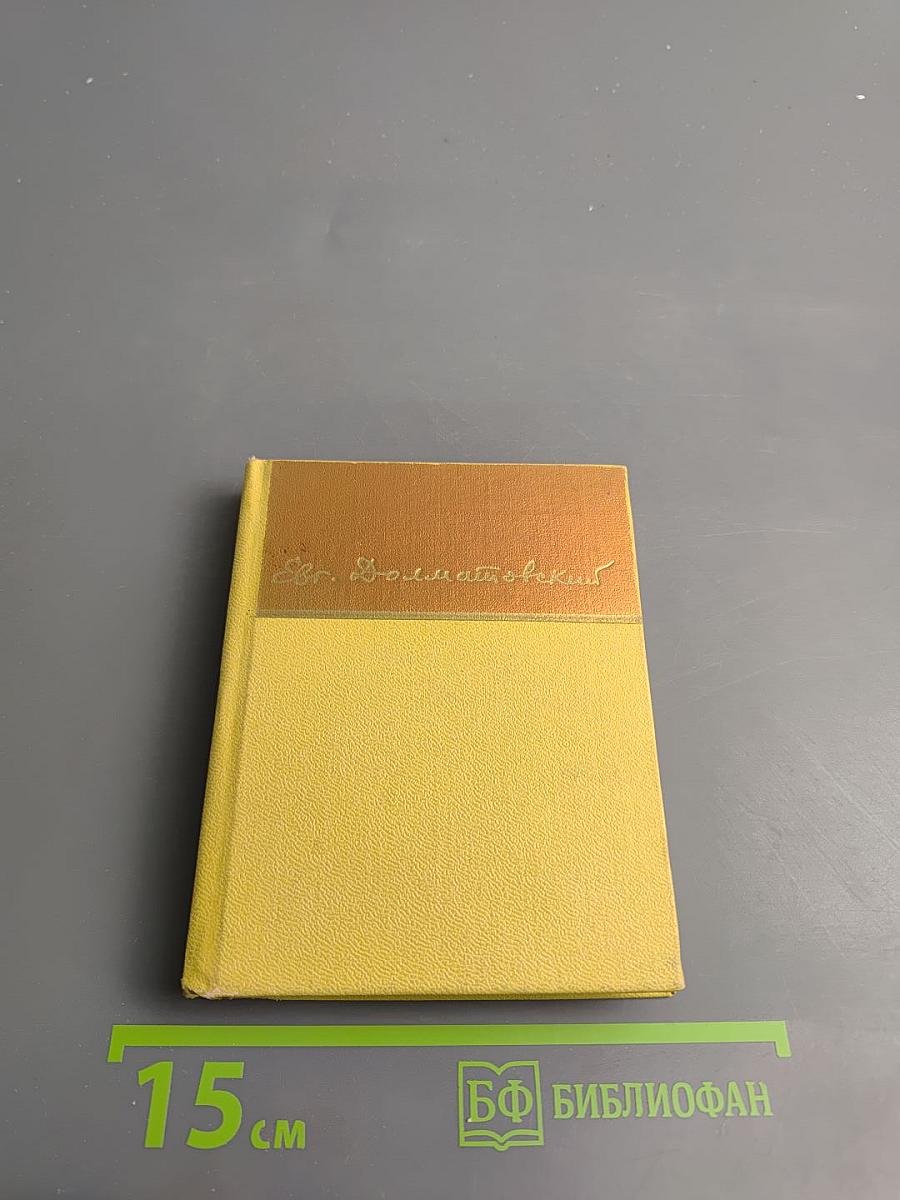 Евг. Долматовский
15 см
БФ БИБЛИОФАН